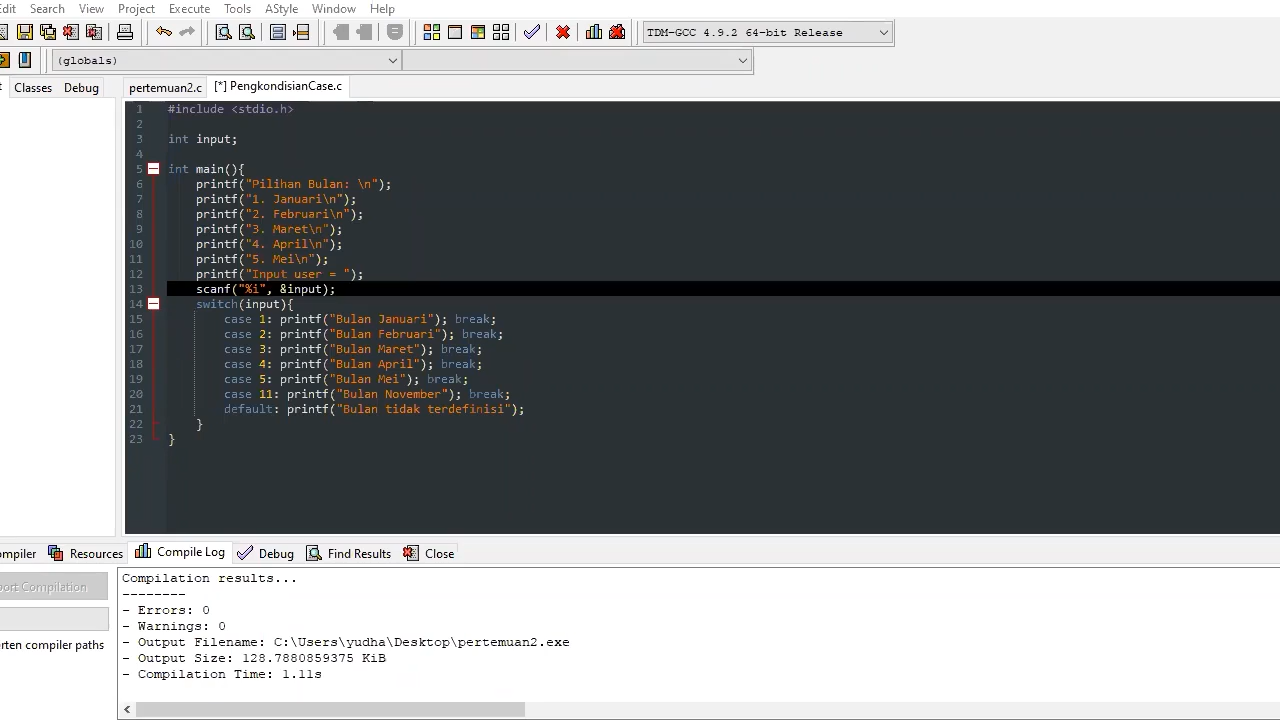 Edit Search View Project Execute Tools AStyle Window Help
TDM-GCC 4.9.2 64-bit Release
(globals)
Classes Debug pertemuan2.c [*] PengkondisianCase.c
1 #include <stdio.h>
2
3 int input;
4
5 int main(){
6 printf("Pilihan Bulan: \n");
7 printf("1. Januari\n");
8 printf("2. Februari\n");
9 printf("3. Maret\n");
10 printf("4. April\n");
11 printf("5. Mei\n");
12 printf("Input user = ");
13 scanf("%i", &input);
14 switch(input){
15 case 1: printf("Bulan Januari"); break;
16 case 2: printf("Bulan Februari"); break;
17 case 3: printf("Bulan Maret"); break;
18 case 4: printf("Bulan April"); break;
19 case 5: printf("Bulan Mei"); break;
20 case 11: printf("Bulan November"); break;
21 default: printf("Bulan tidak terdefinisi");
22 }
23 }
ompiler Resources Compile Log Debug Find Results Close
ort Compilation
rten compiler paths
Compilation results...
--------
- Errors: 0
- Warnings: 0
- Output Filename: C:\Users\yudha\Desktop\pertemuan2.exe
- Output Size: 128.7880859375 KiB
- Compilation Time: 1.11s